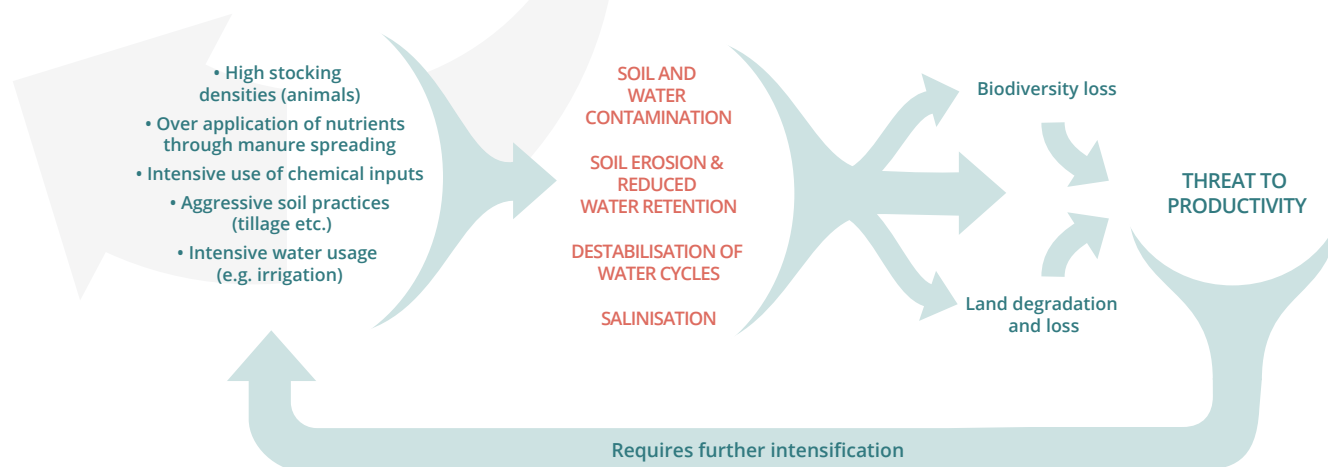 • High stocking
densities (animals)
• Over application of nutrients
through manure spreading
• Intensive use of chemical inputs
• Aggressive soil practices
(tillage etc.)
• Intensive water usage
(e.g. irrigation)
SOIL AND
WATER
CONTAMINATION
SOIL EROSION &
REDUCED
WATER RETENTION
DESTABILISATION OF
WATER CYCLES
SALINISATION
Biodiversity loss
Land degradation
and loss
THREAT TO
PRODUCTIVITY
Requires further intensification